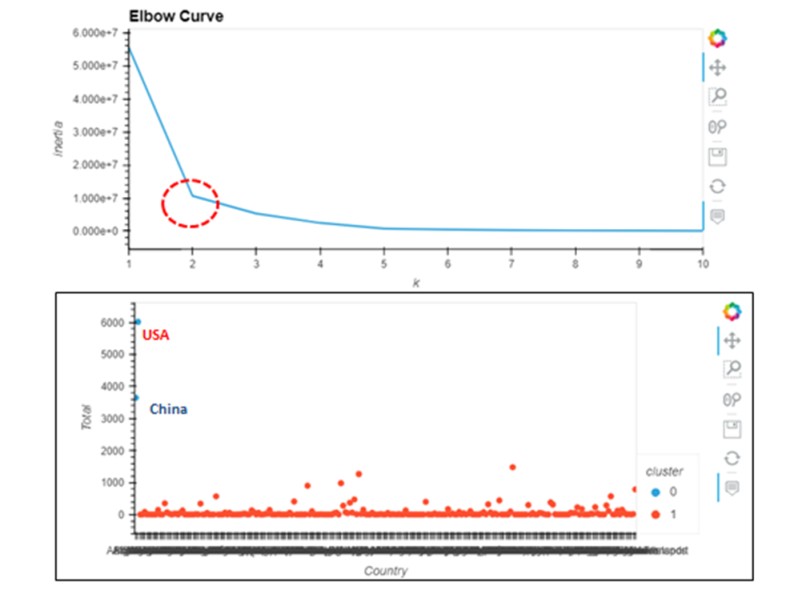 Elbow Curve
6.000e+7
5.000e+7
4.000e+7
3.000e+7
2.000e+7
1.000e+7
0.000e+0
inertia
1 2 3 4 5 6 7 8 9 10
k
6000
5000
4000
3000
2000
1000
0
Total
USA
China
cluster
0
1
Country